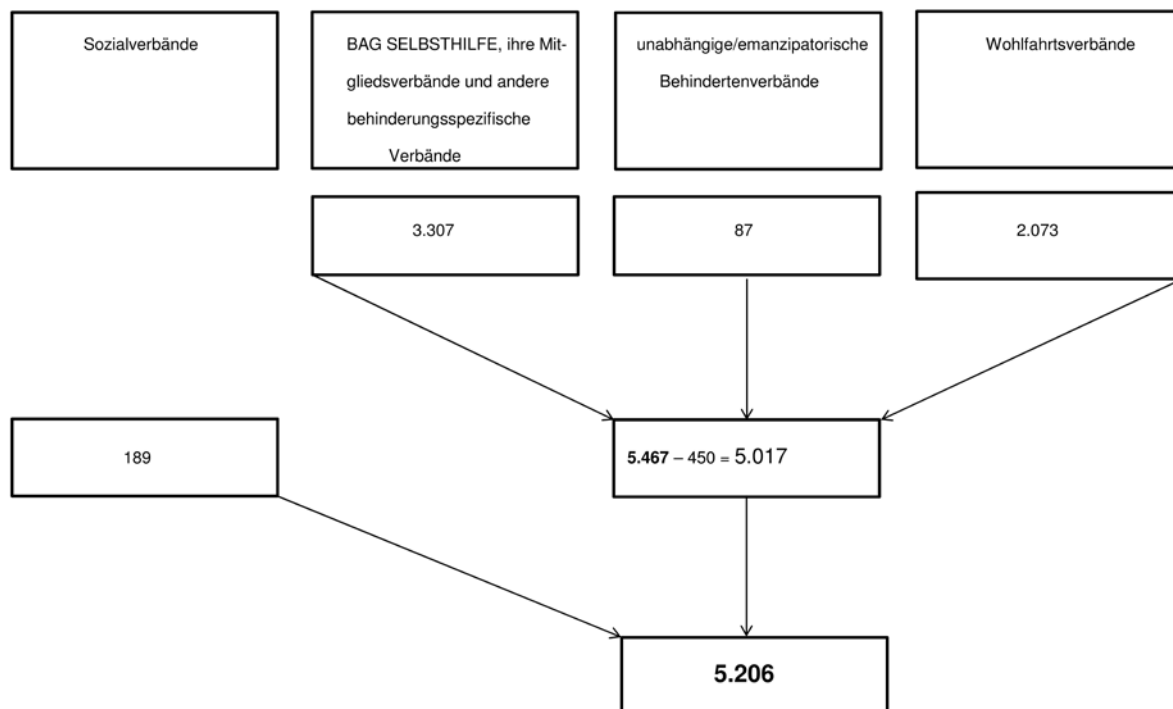 Sozialverbände
BAG SELBSTHILFE, ihre Mit-
gliedsverbände und andere
behinderungsspezifische
Verbände
unabhängige/emanzipatorische
Behindertenverbände
Wohlfahrtsverbände
3.307
87
2.073
189
5.467 – 450 = 5.017
5.206